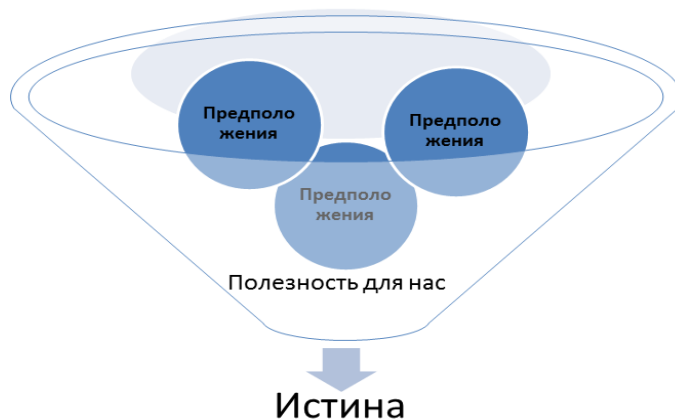 Предполо
жения
Предполо
жения
Предполо
жения
Полезность для нас
Истина